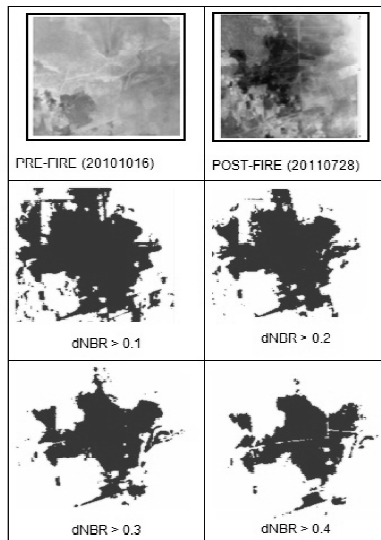 PRE-FIRE (20101016)
POST-FIRE (20110728)
dNBR > 0.1
dNBR > 0.2
dNBR > 0.3
dNBR > 0.4